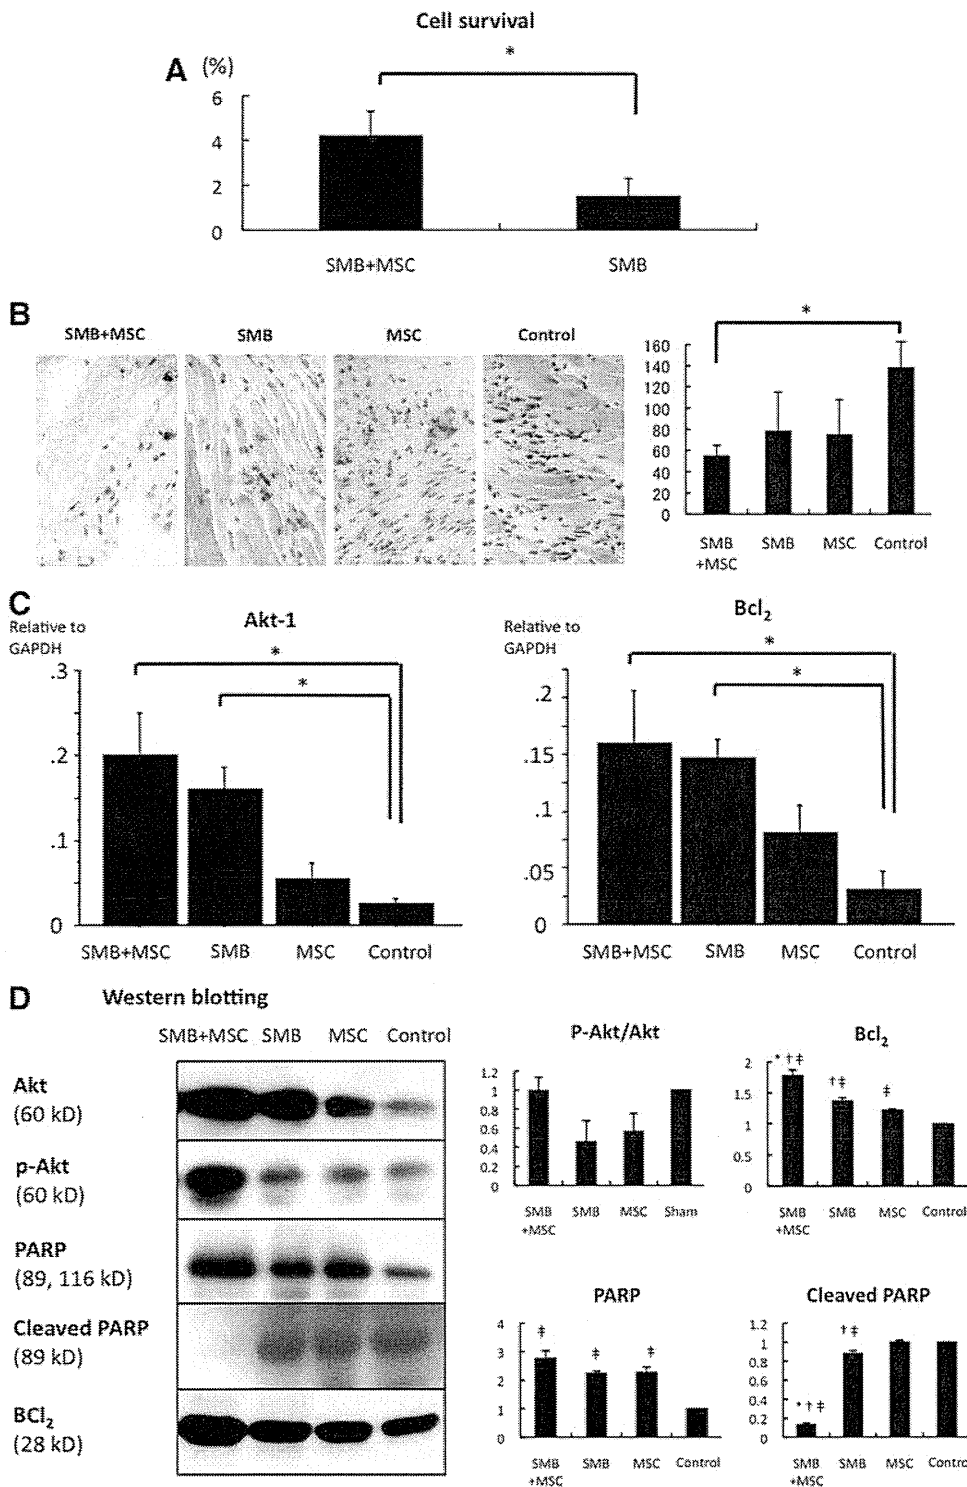 Cell survival
A (%)
*
6
4
2
0
SMB+MSC SMB
B
SMB+MSC SMB MSC Control
*
160
140
120
100
80
60
40
20
0
SMB
+MSC SMB MSC Control
C
Relative to
GAPDH
Akt-1
*
*
.3
.2
.1
0
SMB+MSC SMB MSC Control
Relative to
GAPDH
Bcl2
*
*
.2
.15
.1
.05
0
SMB+MSC SMB MSC Control
D Western blotting
SMB+MSC SMB MSC Control
Akt
(60 kD)
p-Akt
(60 kD)
PARP
(89, 116 kD)
Cleaved PARP
(89 kD)
BCl2
(28 kD)
P-Akt/Akt
1.2
1
0.8
0.6
0.4
0.2
0
SMB
+MSC SMB MSC Sham
Bcl2
* † ‡
† ‡
‡
2
1.5
1
0
SMB
+MSC SMB MSC Control
PARP
‡
‡
‡
4
3
2
1
0
SMB
+MSC SMB MSC Control
Cleaved PARP
† ‡
* † ‡
1.2
1
0.8
0.6
0.4
0.2
0
SMB
+MSC SMB MSC Control